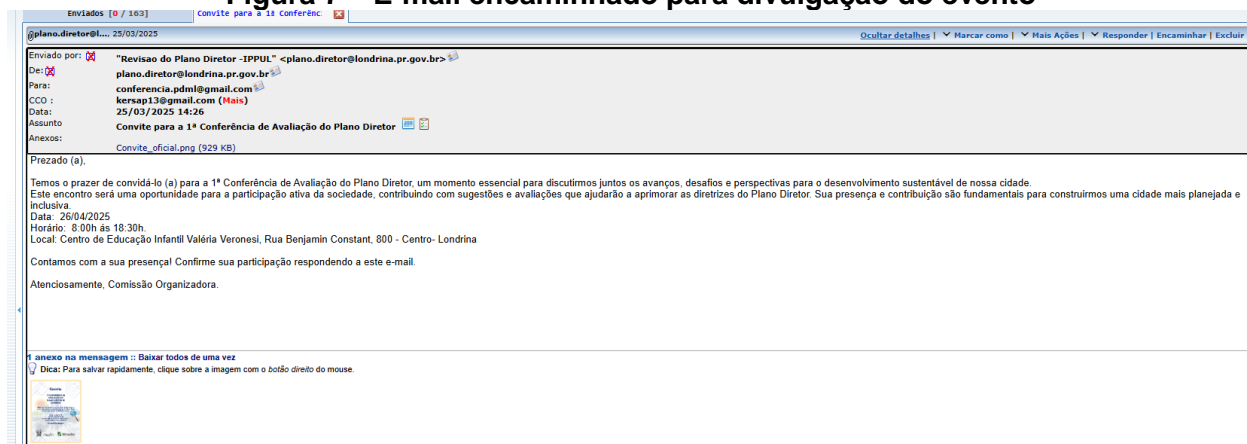 Figura 7 – E-mail encaminhado para divulgação do evento
Enviados [0 / 163] Convite para a 1ª Conferênc:
@plano.diretor@l..., 25/03/2025 Ocultar detalhes | Marcar como | Mais Ações | Responder | Encaminhar | Excluir
Enviado por: "Revisao do Plano Diretor -IPPUL" <plano.diretor@londrina.pr.gov.br>
De: plano.diretor@londrina.pr.gov.br
Para: conferencia.pdml@gmail.com
CCO : kersap13@gmail.com (Mais)
Data: 25/03/2025 14:26
Assunto Convite para a 1ª Conferência de Avaliação do Plano Diretor
Anexos:
Convite_oficial.png (929 KB)
Prezado (a),
Temos o prazer de convidá-lo (a) para a 1ª Conferência de Avaliação do Plano Diretor, um momento essencial para discutirmos juntos os avanços, desafios e perspectivas para o desenvolvimento sustentável de nossa cidade.
Este encontro será uma oportunidade para a participação ativa da sociedade, contribuindo com sugestões e avaliações que ajudarão a aprimorar as diretrizes do Plano Diretor. Sua presença e contribuição são fundamentais para construirmos uma cidade mais planejada e
inclusiva.
Data: 26/04/2025
Horário: 8:00h ás 18:30h.
Local: Centro de Educação Infantil Valéria Veronesi, Rua Benjamin Constant, 800 - Centro- Londrina
Contamos com a sua presença! Confirme sua participação respondendo a este e-mail.
Atenciosamente, Comissão Organizadora.
1 anexo na mensagem :: Baixar todos de uma vez
Dica: Para salvar rapidamente, clique sobre a imagem com o botão direito do mouse.